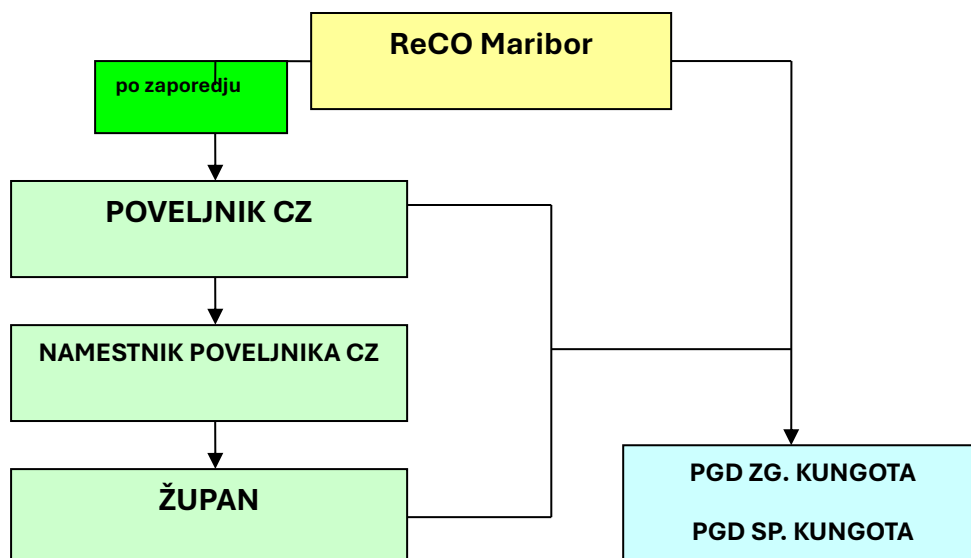 ReCO Maribor
po zaporedju
POVELJNIK CZ
NAMESTNIK POVELJNIKA CZ
ŽUPAN
PGD ZG. KUNGOTA
PGD SP. KUNGOTA